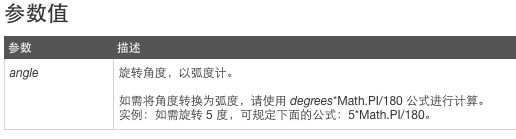 参数值
参数 描述
angle 旋转角度，以弧度计。
如需将角度转换为弧度，请使用 degrees*Math.PI/180 公式进行计算。
实例：如需旋转 5 度，可规定下面的公式：5*Math.PI/180。